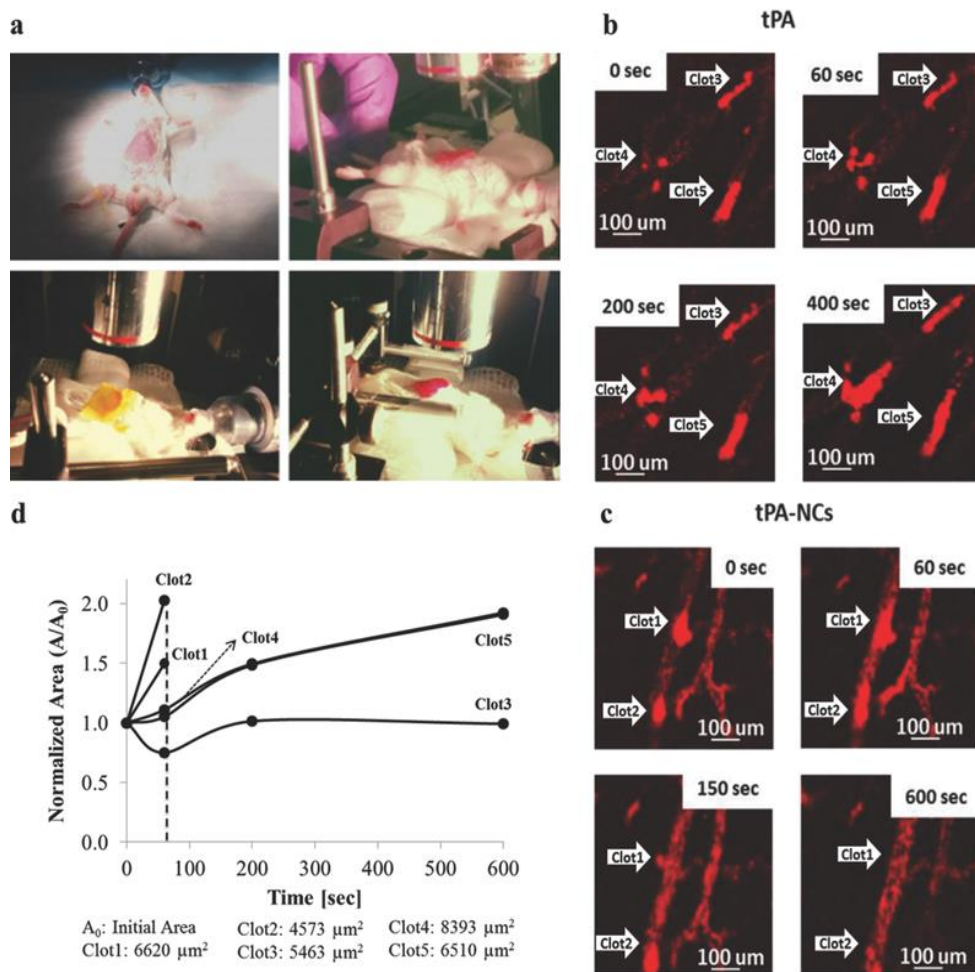 a
b
tPA
0 sec
Clot3
Clot4
Clot5
100 um
60 sec
Clot3
Clot4
Clot5
100 um
200 sec
Clot3
Clot4
Clot5
100 um
400 sec
Clot3
Clot4
Clot5
100 um
d
Normalized Area (A/A₀)
2.0
1.5
1.0
0.5
0.0
Clot2
Clot1
Clot4
Clot5
Clot3
0 100 200 300 400 500 600
Time [sec]
A₀: Initial Area Clot2: 4573 µm² Clot4: 8393 µm²
Clot1: 6620 µm² Clot3: 5463 µm² Clot5: 6510 µm²
c
tPA-NCs
0 sec
Clot1
Clot2
100 um
60 sec
Clot1
Clot2
100 um
150 sec
Clot1
Clot2
100 um
600 sec
Clot1
Clot2
100 um